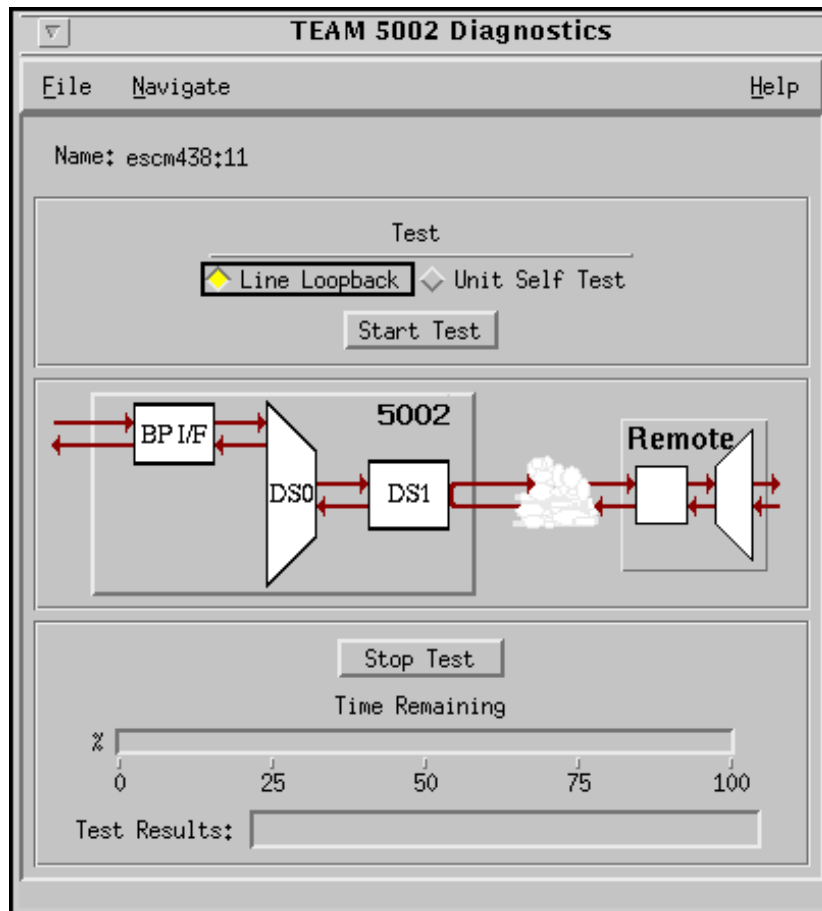 TEAM 5002 Diagnostics
File Navigate Help
Name: escm438:11
Test
Line Loopback Unit Self Test
Start Test
5002
BP I/F
Remote
DS0
DS1
Stop Test
Time Remaining
%
0 25 50 75 100
Test Results: